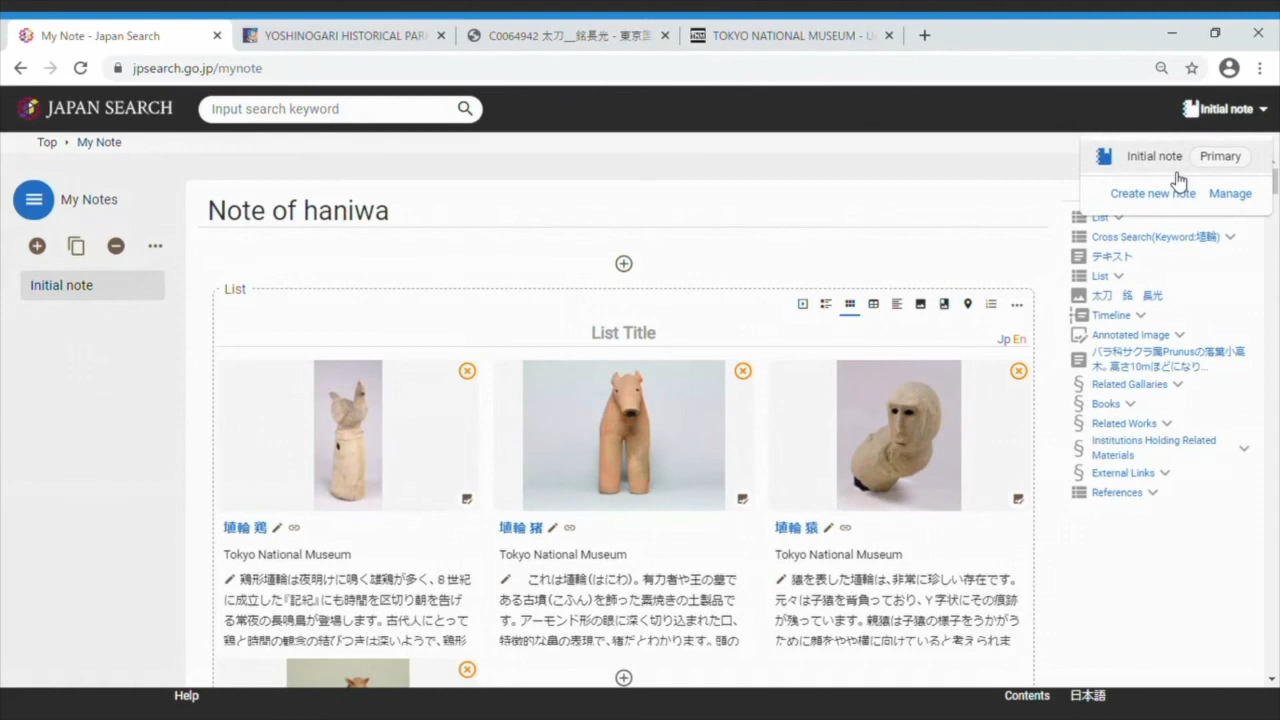 My Note - Japan Search
YOSHINOGARI HISTORICAL PAR
C0064942 太刀__銘長光 - 東京国
TOKYO NATIONAL MUSEUM - U
jpsearch.go.jp/mynote
JAPAN SEARCH
Input search keyword
Initial note
Top › My Note
Initial note Primary
Create new note Manage
My Notes
Initial note
Note of haniwa
List
List Title
Jp En
埴輪 鶏
Tokyo National Museum
鶏形埴輪は夜明けに鳴く雄鶏が多く、８世紀
に成立した『記紀』にも時間を区切り朝を告げ
る常夜の長鳴鳥が登場します。古代人にとって
鶏と時間の観念の結びつきは深いようで、鶏形
埴輪 猪
Tokyo National Museum
これは埴輪（はにわ）。有力者や王の墓で
ある古墳（こふん）を飾った素焼きの土製品で
す。アーモンド形の眼に深く切り込まれた口、
特徴的な鼻の表現で、猪だとわかります。頭の
埴輪 猿
Tokyo National Museum
猿を表した埴輪は、非常に珍しい存在です。
元々は子猿を背負っており、Ｙ字状にその痕跡
が残っています。親猿は子猿の様子をうかがう
ために顔をやや横に向けていると考えられま
List
Cross Search(Keyword:埴輪)
テキスト
List
太刀　銘　長光
Timeline
Annotated Image
バラ科サクラ属Prunusの落葉小高
木。高さ10mほどになり...
Related Gallaries
Books
Related Works
Institutions Holding Related
Materials
External Links
References
Help
Contents
日本語